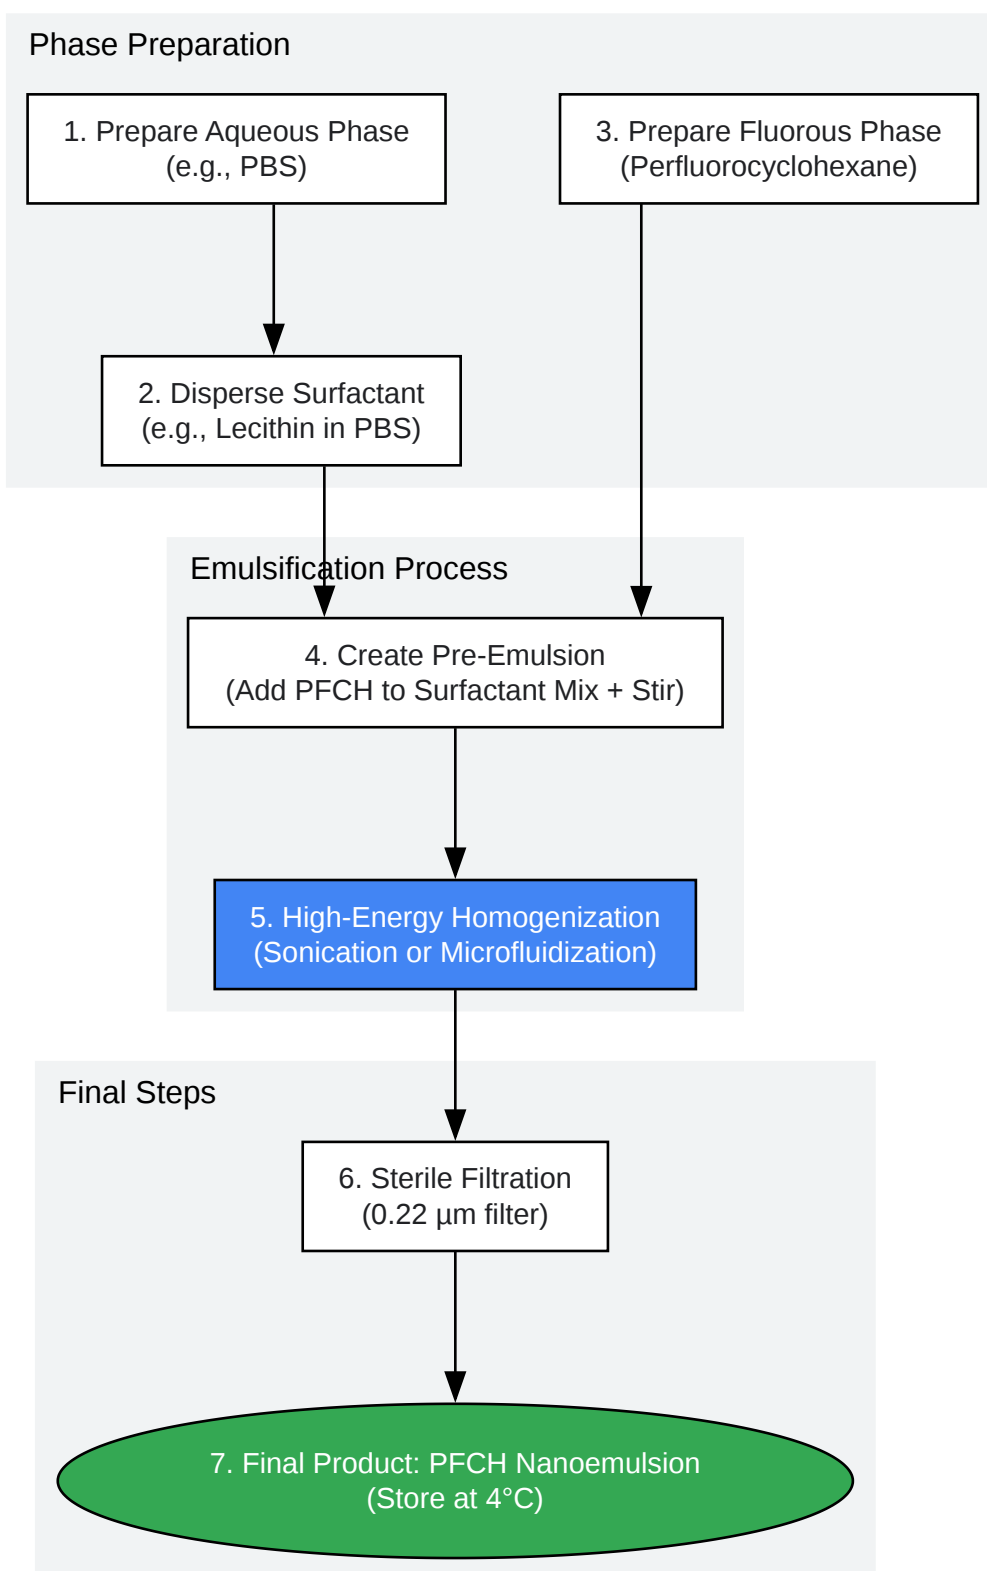 Phase Preparation
1. Prepare Aqueous Phase
(e.g., PBS)
3. Prepare Fluorous Phase
(Perfluorocyclohexane)
2. Disperse Surfactant
(e.g., Lecithin in PBS)
Emulsification Process
4. Create Pre-Emulsion
(Add PFCH to Surfactant Mix + Stir)
5. High-Energy Homogenization
(Sonication or Microfluidization)
Final Steps
6. Sterile Filtration
(0.22 µm filter)
7. Final Product: PFCH Nanoemulsion
(Store at 4°C)